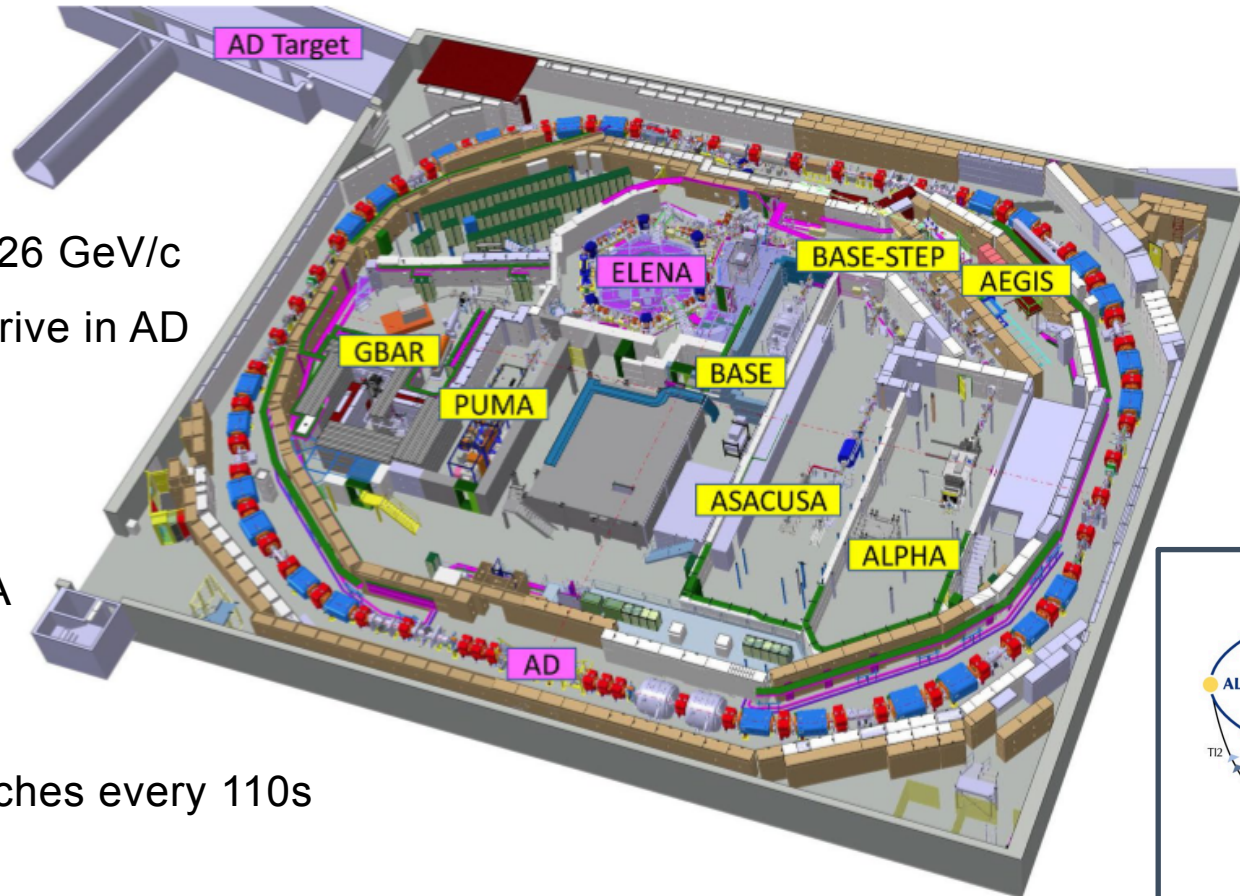 AD Target
26 GeV/c
ELENA
BASE-STEP
AEGIS
rive in AD
GBAR
BASE
PUMA
ASACUSA
ALPHA
A
AD
AL
TI2
ches every 110s